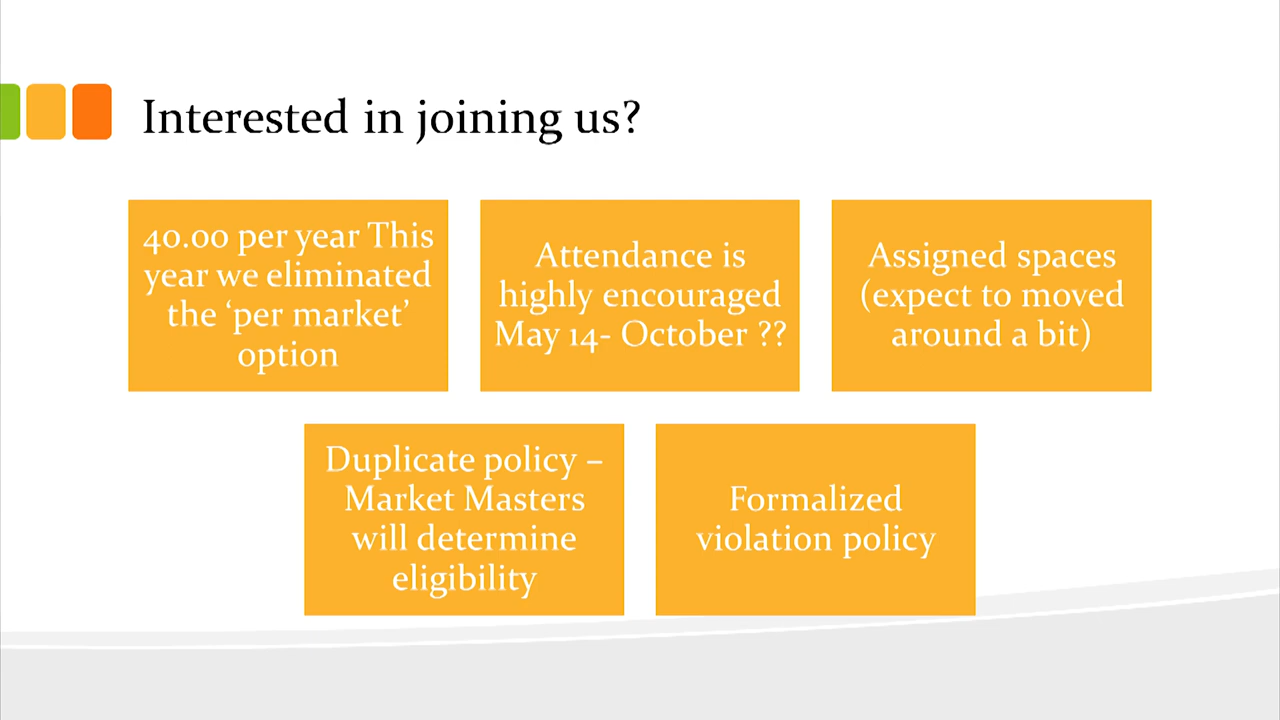 Interested in joining us?
40.00 per year This
year we eliminated
the ‘per market’
option
Attendance is
highly encouraged
May 14- October ??
Assigned spaces
(expect to moved
around a bit)
Duplicate policy –
Market Masters
will determine
eligibility
Formalized
violation policy